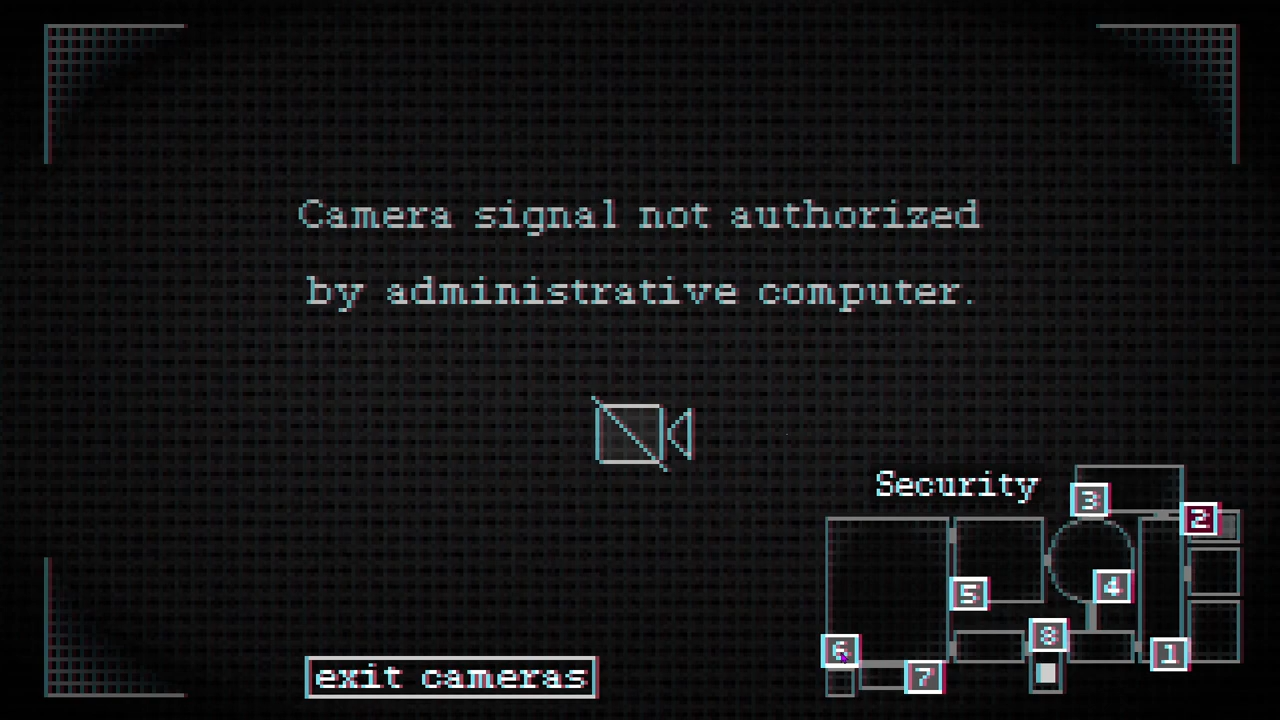 Camera signal not authorized
by administrative computer.
Security
3
2
5
4
8
6
1
7
exit cameras